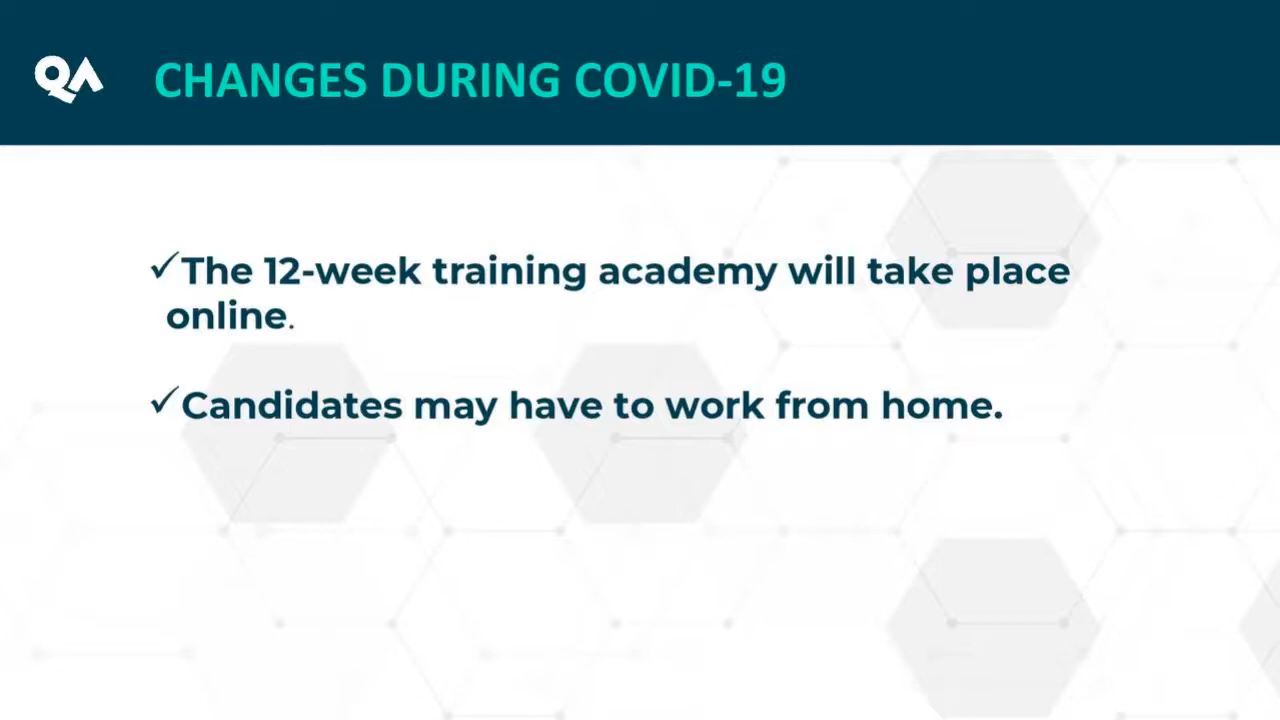 QA
CHANGES DURING COVID-19
✓The 12-week training academy will take place
online.
✓Candidates may have to work from home.